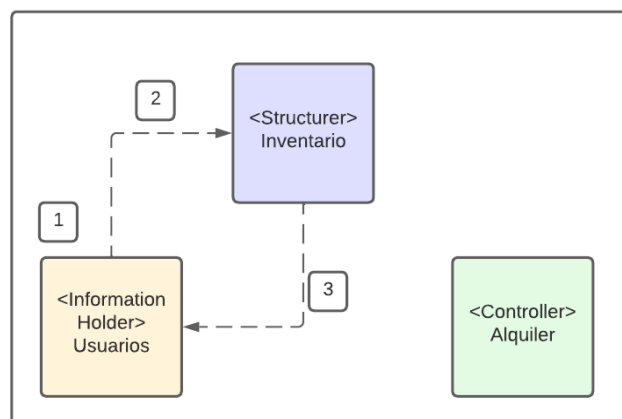 2
<Structurer>
Inventario
1
3
<Information
Holder>
Usuarios
<Controller>
Alquiler